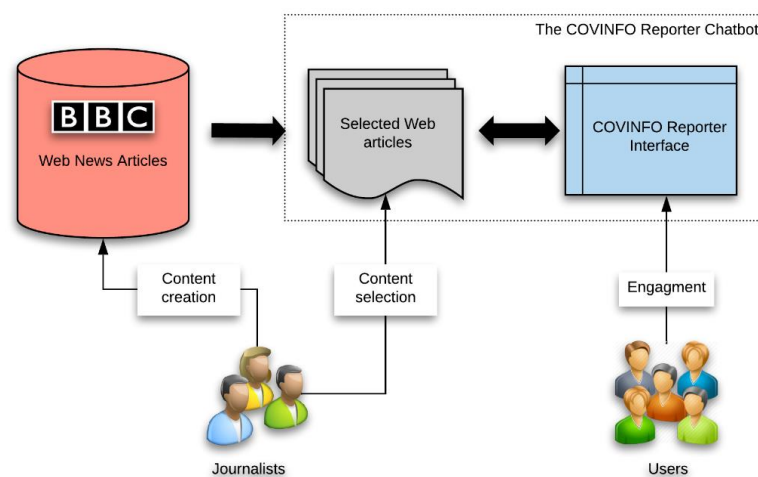 The COVINFO Reporter Chatbot
BBC
Web News Articles
Selected Web
articles
COVINFO Reporter
Interface
Content
creation
Content
selection
Engagment
Journalists
Users